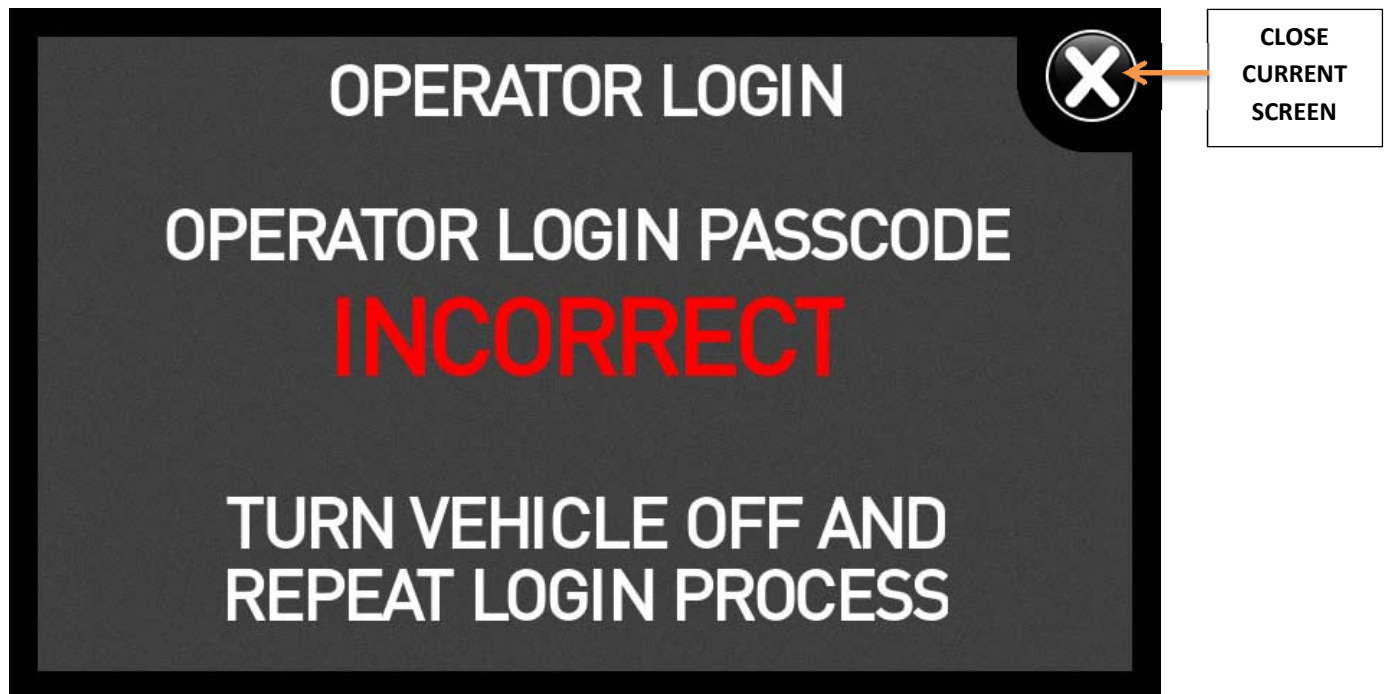 OPERATOR LOGIN
OPERATOR LOGIN PASSCODE
INCORRECT
TURN VEHICLE OFF AND
REPEAT LOGIN PROCESS
CLOSE
CURRENT
SCREEN